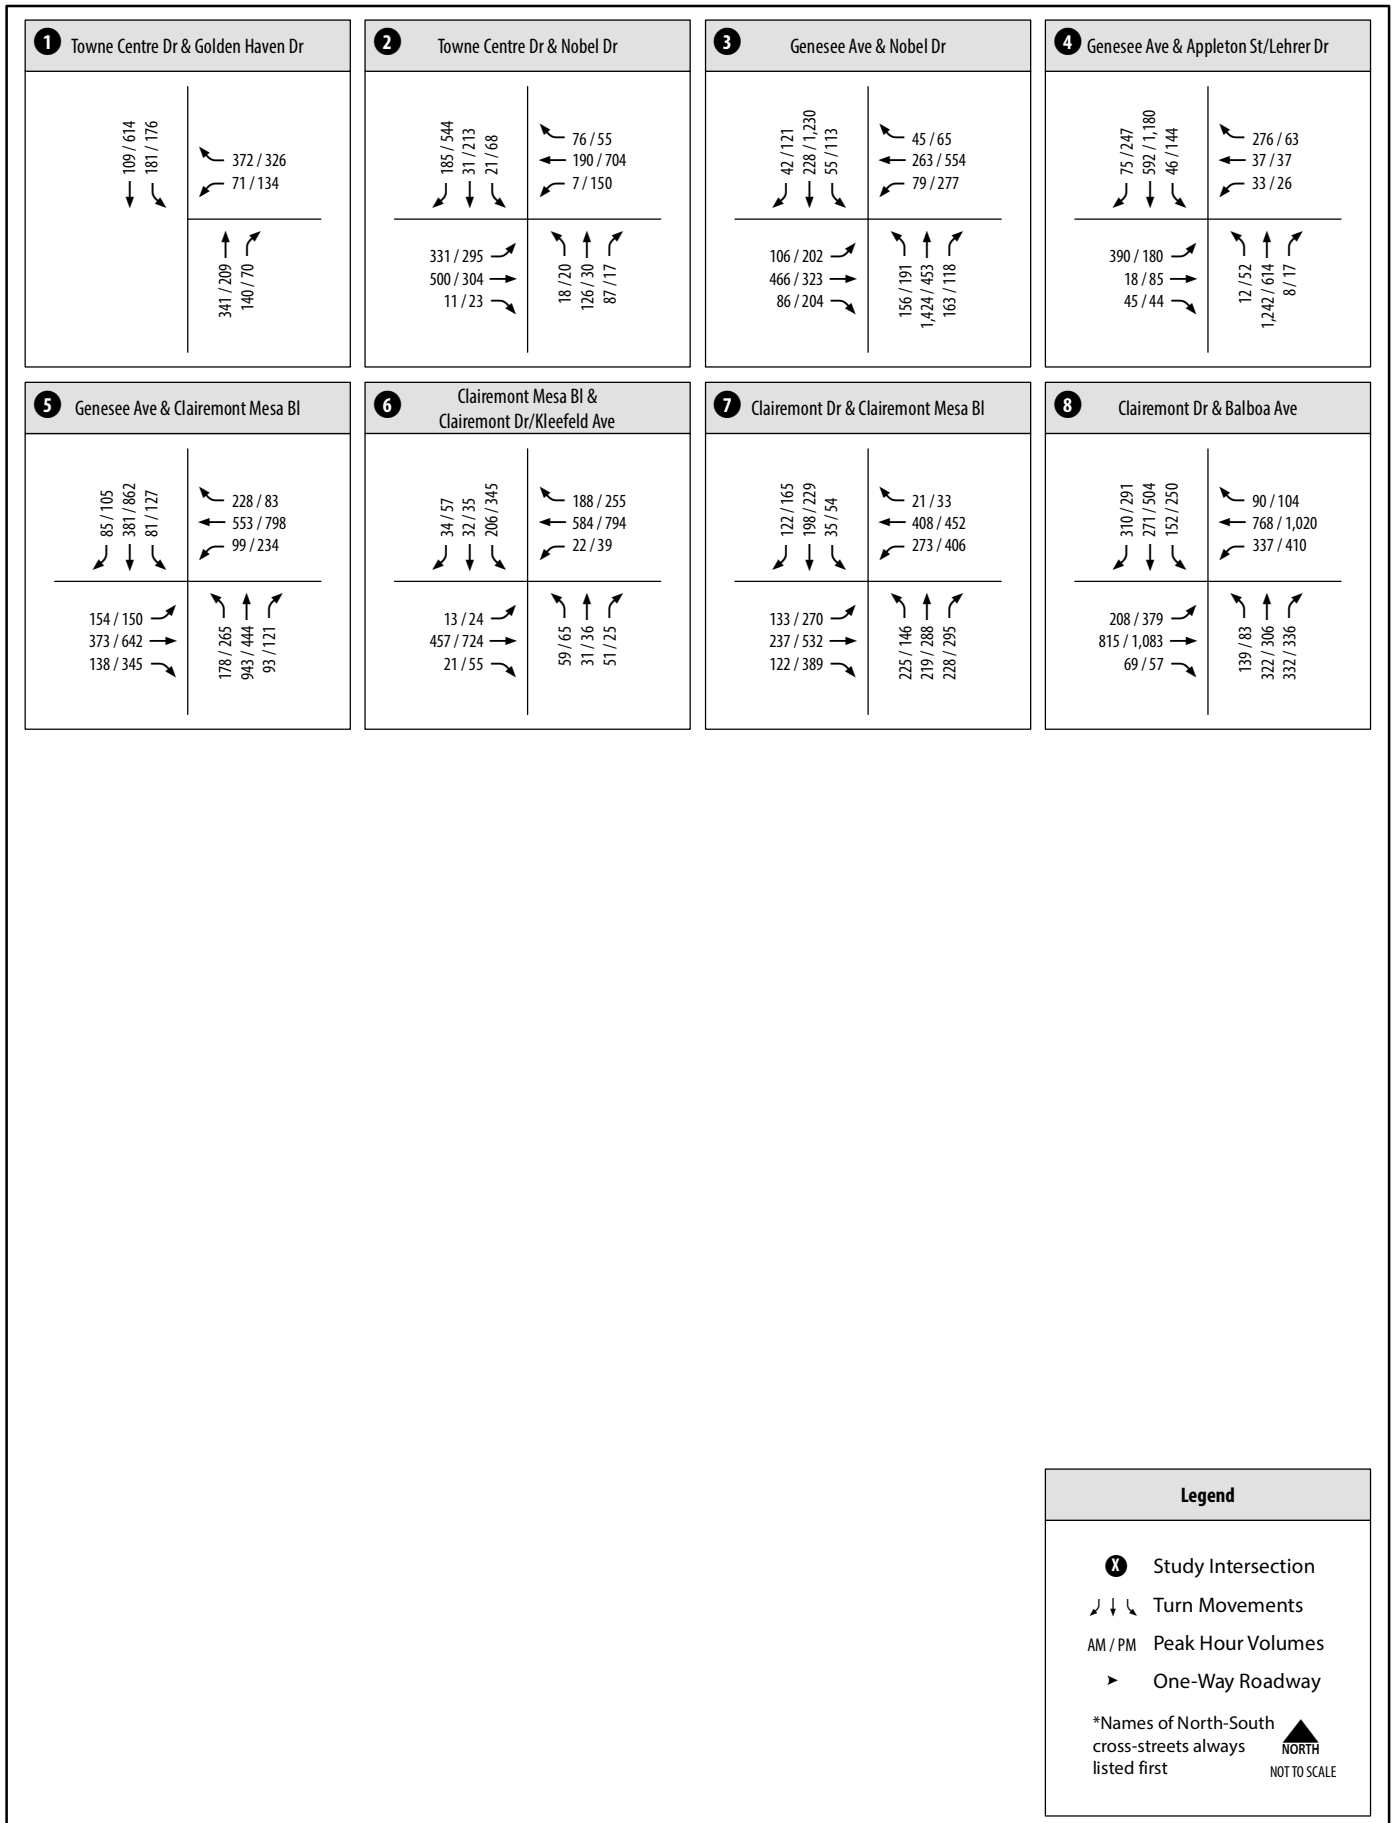 1 Towne Centre Dr & Golden Haven Dr
109 / 614
181 / 176
372 / 326
71 / 134
341 / 209
140 / 70
2 Towne Centre Dr & Nobel Dr
185 / 544
31 / 213
21 / 68
76 / 55
190 / 704
7 / 150
331 / 295
500 / 304
11 / 23
18 / 20
126 / 30
87 / 17
3 Genesee Ave & Nobel Dr
42 / 121
228 / 1,230
55 / 113
45 / 65
263 / 554
79 / 277
106 / 202
466 / 323
86 / 204
156 / 191
1,424 / 453
163 / 118
4 Genesee Ave & Appleton St/Lehrer Dr
75 / 247
592 / 1,180
46 / 144
276 / 63
37 / 37
33 / 26
390 / 180
18 / 85
45 / 44
12 / 52
1,242 / 614
8 / 17
5 Genesee Ave & Clairemont Mesa Bl
85 / 105
381 / 862
81 / 127
228 / 83
553 / 798
99 / 234
154 / 150
373 / 642
138 / 345
178 / 265
943 / 444
93 / 121
6 Clairemont Mesa Bl &
Clairemont Dr/Kleefeld Ave
34 / 57
32 / 35
206 / 345
188 / 255
584 / 794
22 / 39
13 / 24
457 / 724
21 / 55
59 / 65
31 / 36
51 / 25
7 Clairemont Dr & Clairemont Mesa Bl
122 / 165
198 / 229
35 / 54
21 / 33
408 / 452
273 / 406
133 / 270
237 / 532
122 / 389
225 / 146
219 / 288
228 / 295
8 Clairemont Dr & Balboa Ave
310 / 291
271 / 504
152 / 250
90 / 104
768 / 1,020
337 / 410
208 / 379
815 / 1,083
69 / 57
139 / 83
322 / 306
332 / 336
Legend
X Study Intersection
Turn Movements
AM / PM Peak Hour Volumes
One-Way Roadway
*Names of North-South
cross-streets always
listed first
NORTH
NOT TO SCALE